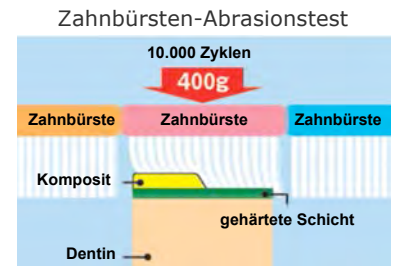 Zahnbürsten-Abrasionstest
10.000 Zyklen
400g
Zahnbürste Zahnbürste Zahnbürste
Komposit
gehärtete Schicht
Dentin